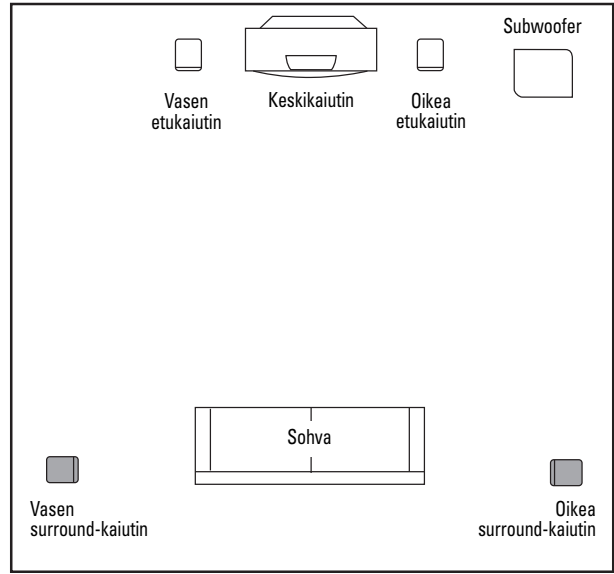 Subwoofer
Vasen
etukaiutin
Keskikaiutin
Oikea
etukaiutin
Sohva
Vasen
surround-kaiutin
Oikea
surround-kaiutin